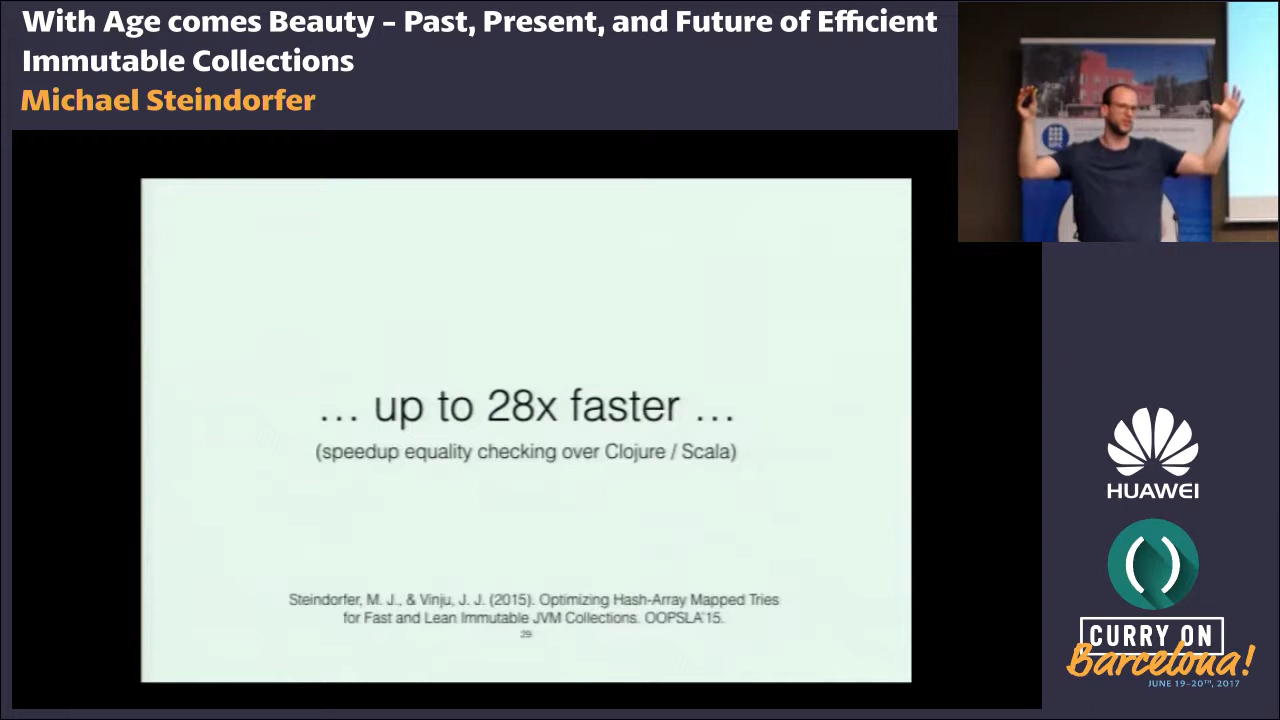 With Age comes Beauty – Past, Present, and Future of Efficient
Immutable Collections
Michael Steindorfer
... up to 28x faster ...
(speedup equality checking over Clojure / Scala)
Steindorfer, M. J., & Vinju, J. J. (2015). Optimizing Hash-Array Mapped Tries
for Fast and Lean Immutable JVM Collections. OOPSLA'15.
29
HUAWEI
CURRY ON
Barcelona!
JUNE 19-20TH, 2017